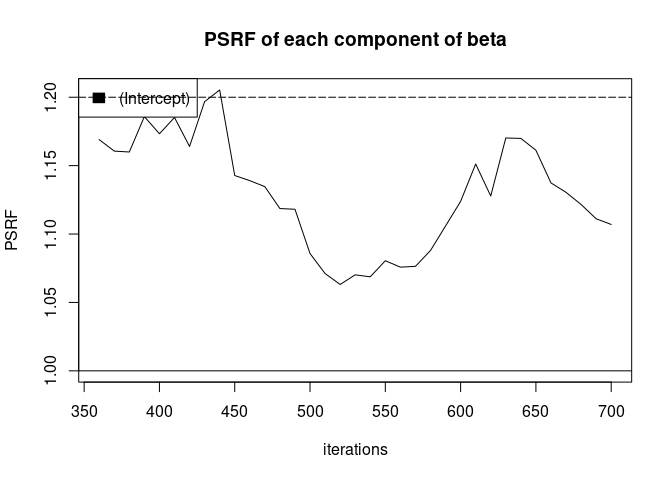 PSRF of each component of beta
(Intercept)
PSRF
1.20
1.15
1.10
1.05
1.00
350 400 450 500 550 600 650 700
iterations